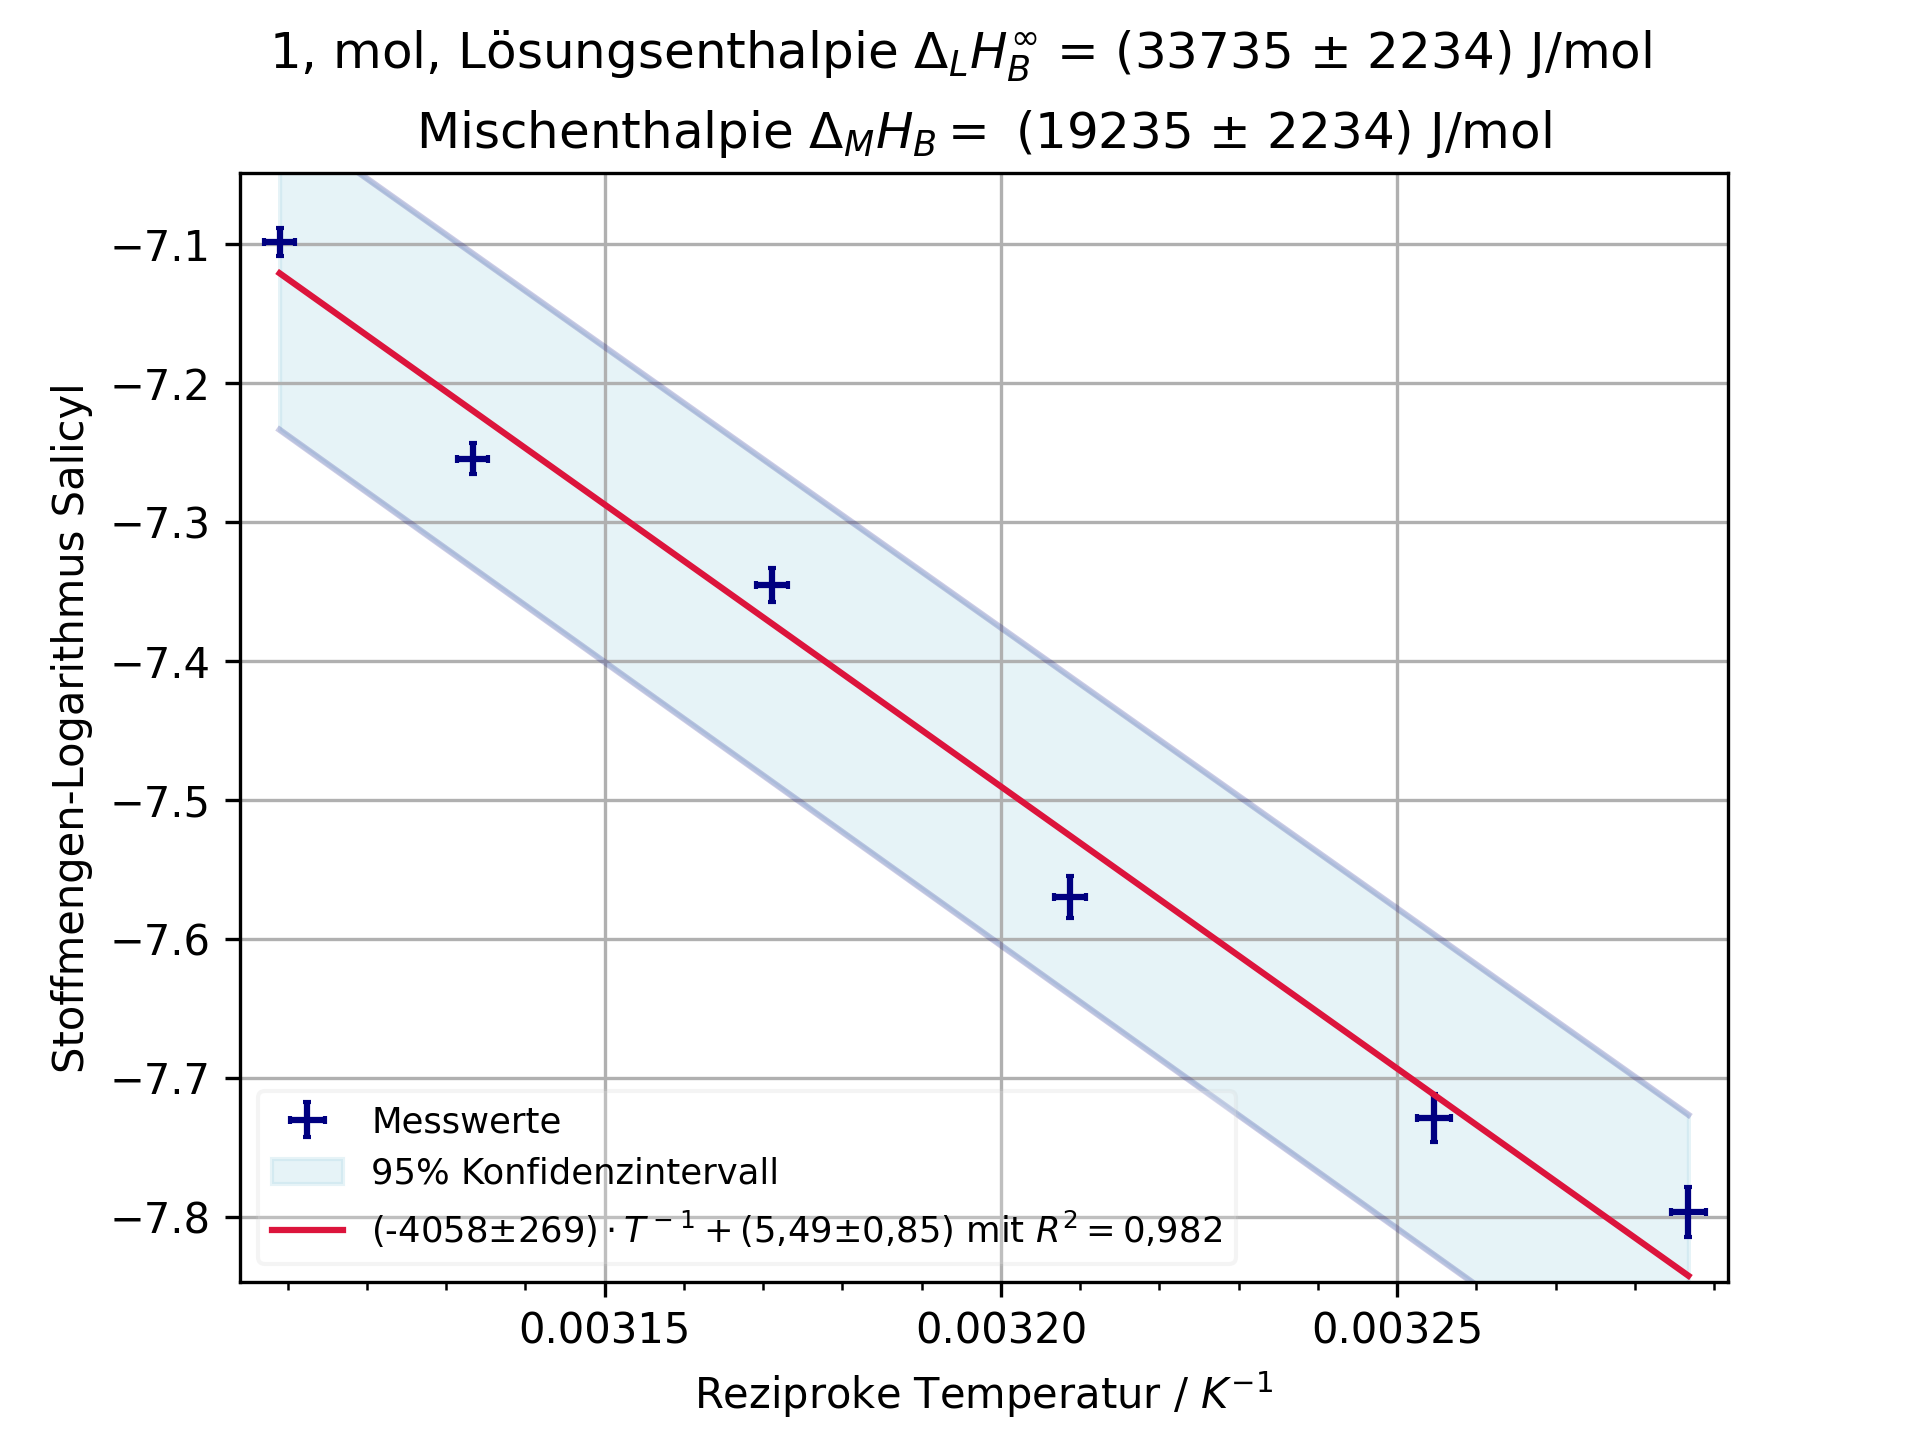 1, mol, Lösungsenthalpie Δ_L H_B^∞ = (33735 ± 2234) J/mol
Mischenthalpie Δ_M H_B = (19235 ± 2234) J/mol
Stoffmengen-Logarithmus Salicyl
−7.1
−7.2
−7.3
−7.4
−7.5
−7.6
−7.7
−7.8
Messwerte
95% Konfidenzintervall
(-4058±269) · T⁻¹ + (5,49±0,85) mit R² = 0,982
0.00315 0.00320 0.00325
Reziproke Temperatur / K⁻¹